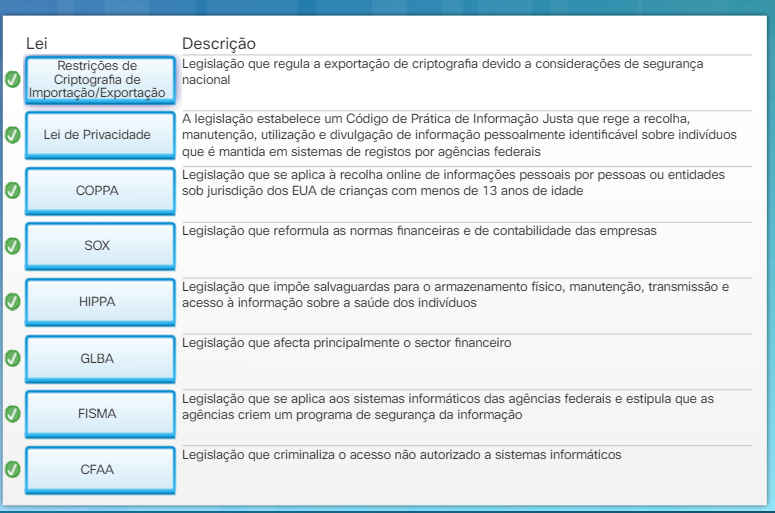 Lei Descrição
Restrições de
Criptografia de
Importação/Exportação
Legislação que regula a exportação de criptografia devido a considerações de segurança
nacional
Lei de Privacidade
A legislação estabelece um Código de Prática de Informação Justa que rege a recolha,
manutenção, utilização e divulgação de informação pessoalmente identificável sobre indivíduos
que é mantida em sistemas de registos por agências federais
COPPA
Legislação que se aplica à recolha online de informações pessoais por pessoas ou entidades
sob jurisdição dos EUA de crianças com menos de 13 anos de idade
SOX
Legislação que reformula as normas financeiras e de contabilidade das empresas
HIPPA
Legislação que impõe salvaguardas para o armazenamento físico, manutenção, transmissão e
acesso à informação sobre a saúde dos indivíduos
GLBA
Legislação que afecta principalmente o sector financeiro
FISMA
Legislação que se aplica aos sistemas informáticos das agências federais e estipula que as
agências criem um programa de segurança da informação
CFAA
Legislação que criminaliza o acesso não autorizado a sistemas informáticos